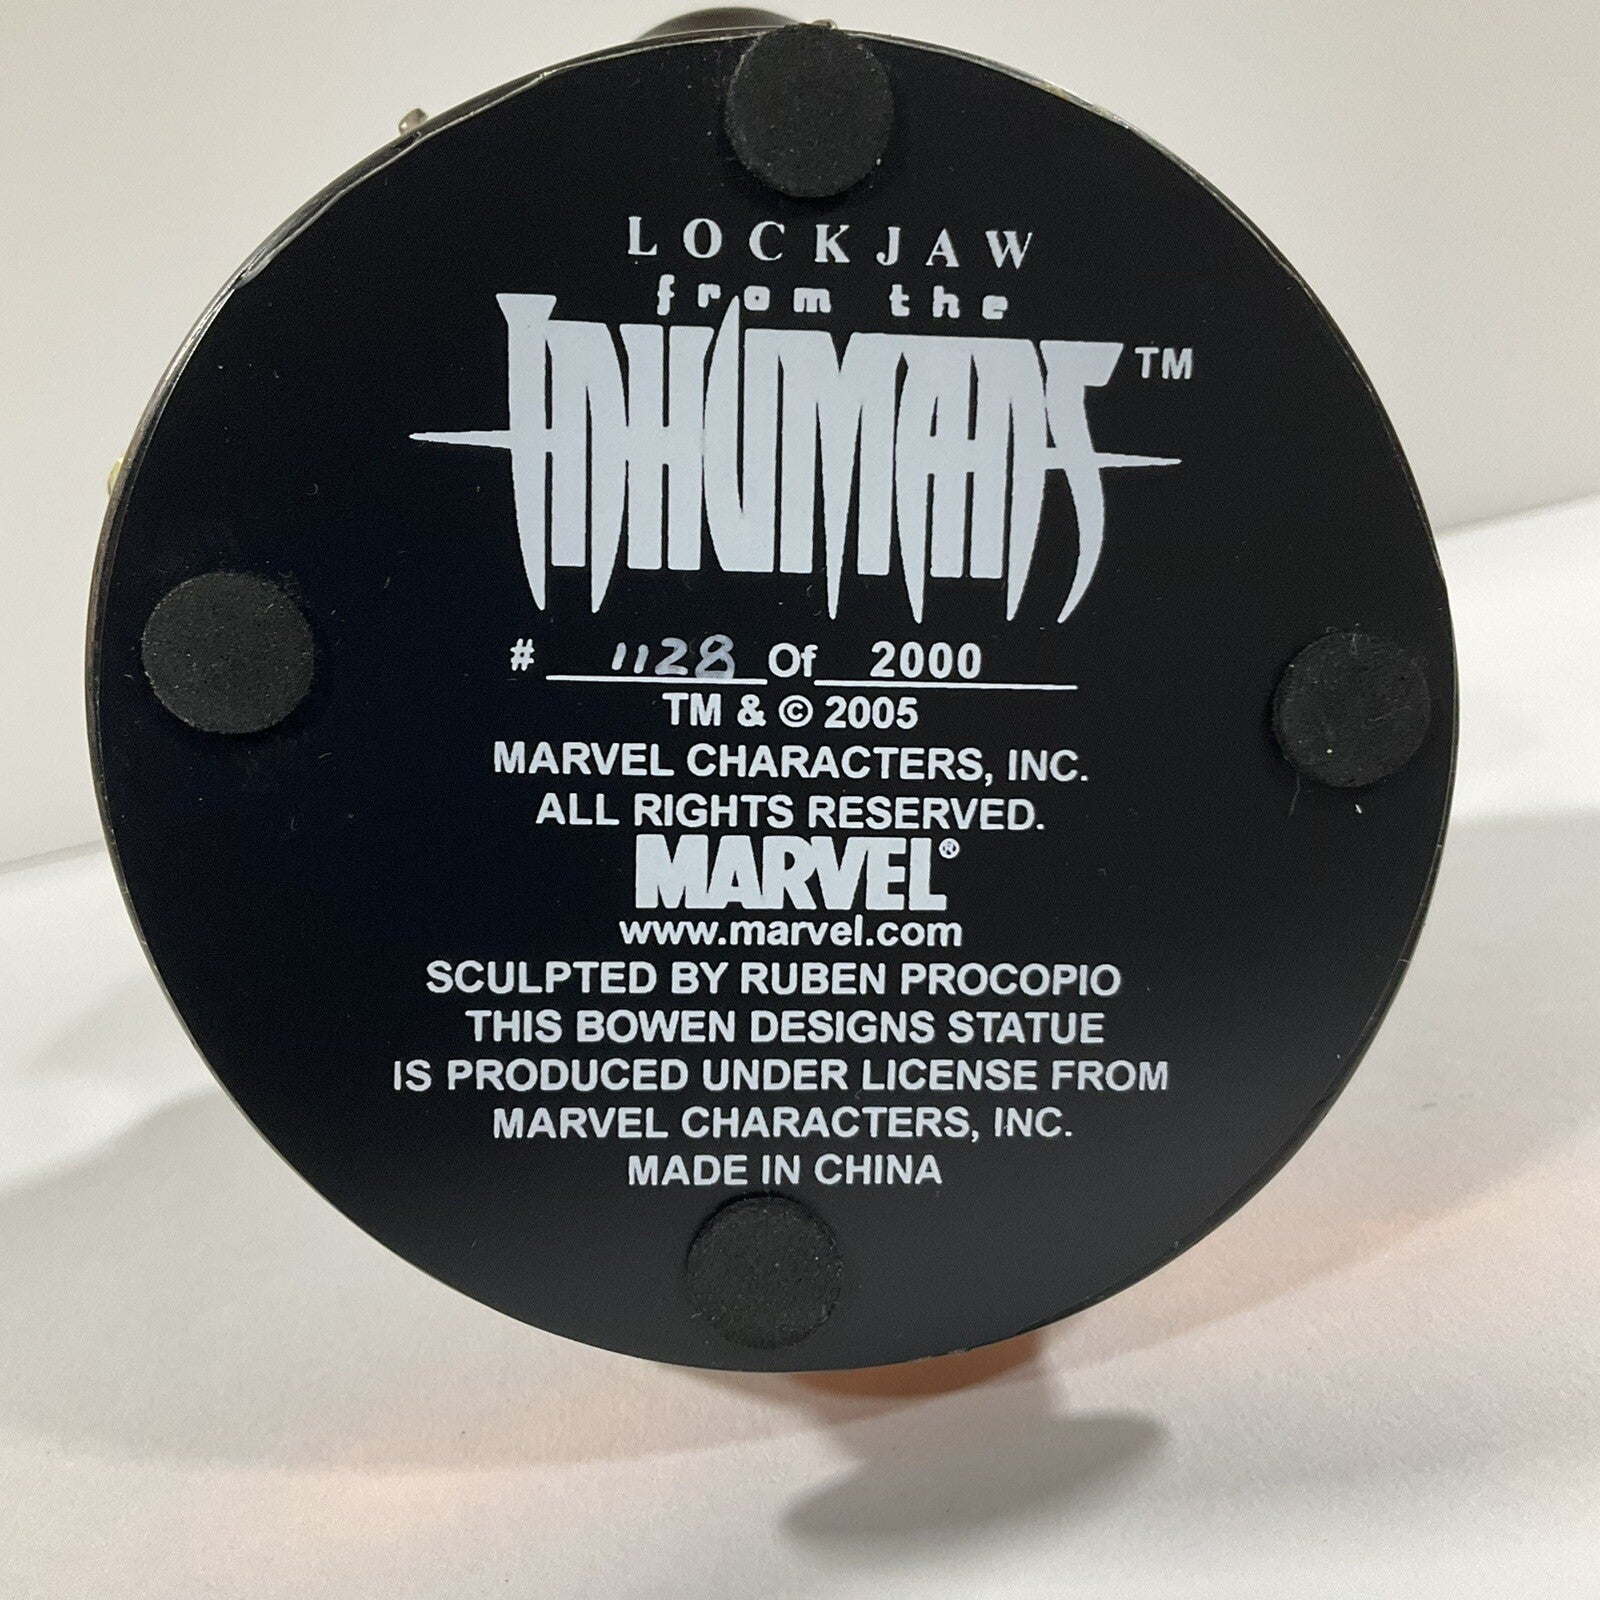 LOCKJAW
from the
INHUMANS™
# 1128 Of 2000
TM & © 2005
MARVEL CHARACTERS, INC.
ALL RIGHTS RESERVED.
MARVEL®
www.marvel.com
SCULPTED BY RUBEN PROCOPIO
THIS BOWEN DESIGNS STATUE
IS PRODUCED UNDER LICENSE FROM
MARVEL CHARACTERS, INC.
MADE IN CHINA